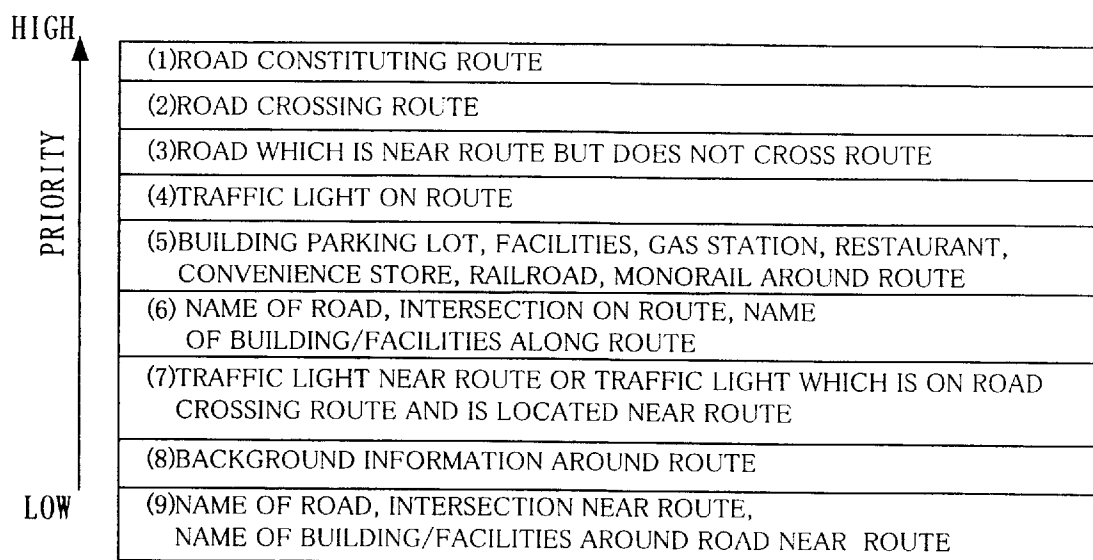 HIGH
PRIORITY
LOW
(1)ROAD CONSTITUTING ROUTE
(2)ROAD CROSSING ROUTE
(3)ROAD WHICH IS NEAR ROUTE BUT DOES NOT CROSS ROUTE
(4)TRAFFIC LIGHT ON ROUTE
(5)BUILDING PARKING LOT, FACILITIES, GAS STATION, RESTAURANT,
CONVENIENCE STORE, RAILROAD, MONORAIL AROUND ROUTE
(6) NAME OF ROAD, INTERSECTION ON ROUTE, NAME
OF BUILDING/FACILITIES ALONG ROUTE
(7)TRAFFIC LIGHT NEAR ROUTE OR TRAFFIC LIGHT WHICH IS ON ROAD
CROSSING ROUTE AND IS LOCATED NEAR ROUTE
(8)BACKGROUND INFORMATION AROUND ROUTE
(9)NAME OF ROAD, INTERSECTION NEAR ROUTE,
NAME OF BUILDING/FACILITIES AROUND ROAD NEAR ROUTE